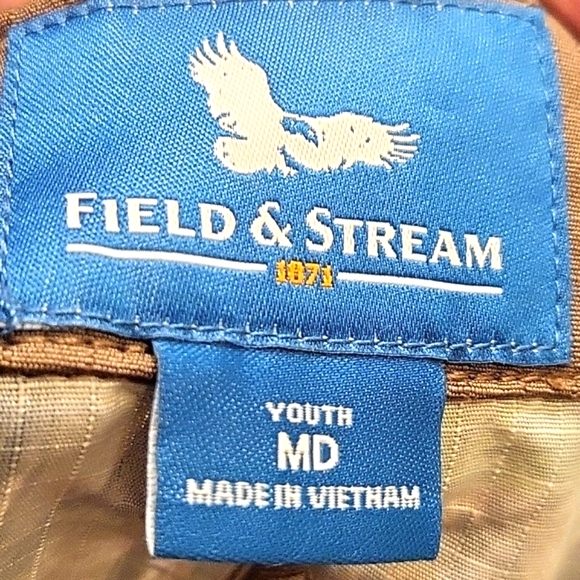 FIELD & STREAM
1871
YOUTH
MD
MADE IN VIETNAM